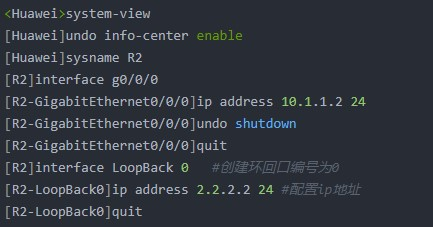 <Huawei>system-view
[Huawei]undo info-center enable
[Huawei]sysname R2
[R2]interface g0/0/0
[R2-GigabitEthernet0/0/0]ip address 10.1.1.2 24
[R2-GigabitEthernet0/0/0]undo shutdown
[R2-GigabitEthernet0/0/0]quit
[R2]interface LoopBack 0   #创建环回口编号为0
[R2-LoopBack0]ip address 2.2.2.2 24 #配置ip地址
[R2-LoopBack0]quit